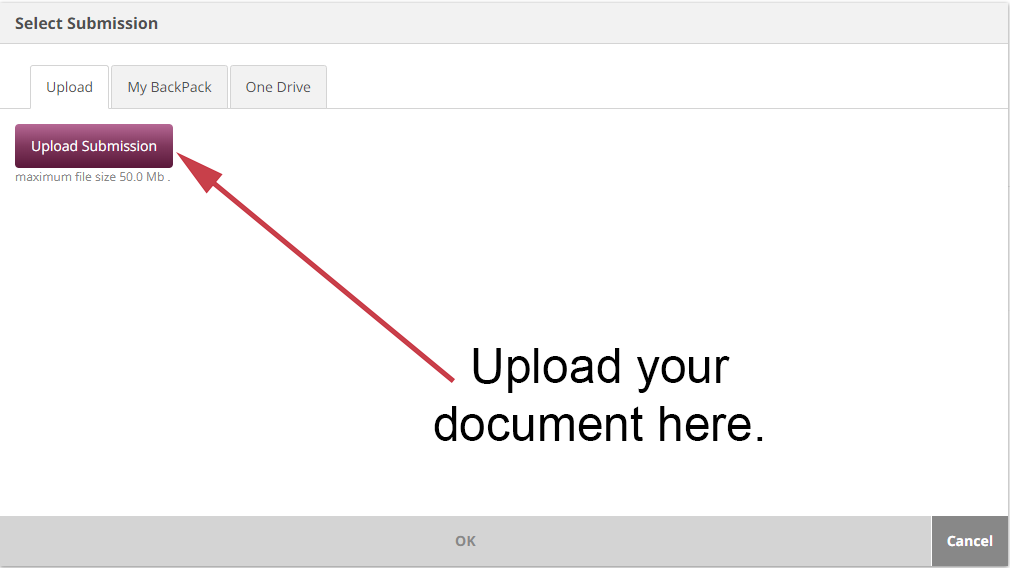 Select Submission
Upload My BackPack One Drive
Upload Submission
maximum file size 50.0 Mb .
Upload your
document here.
OK Cancel